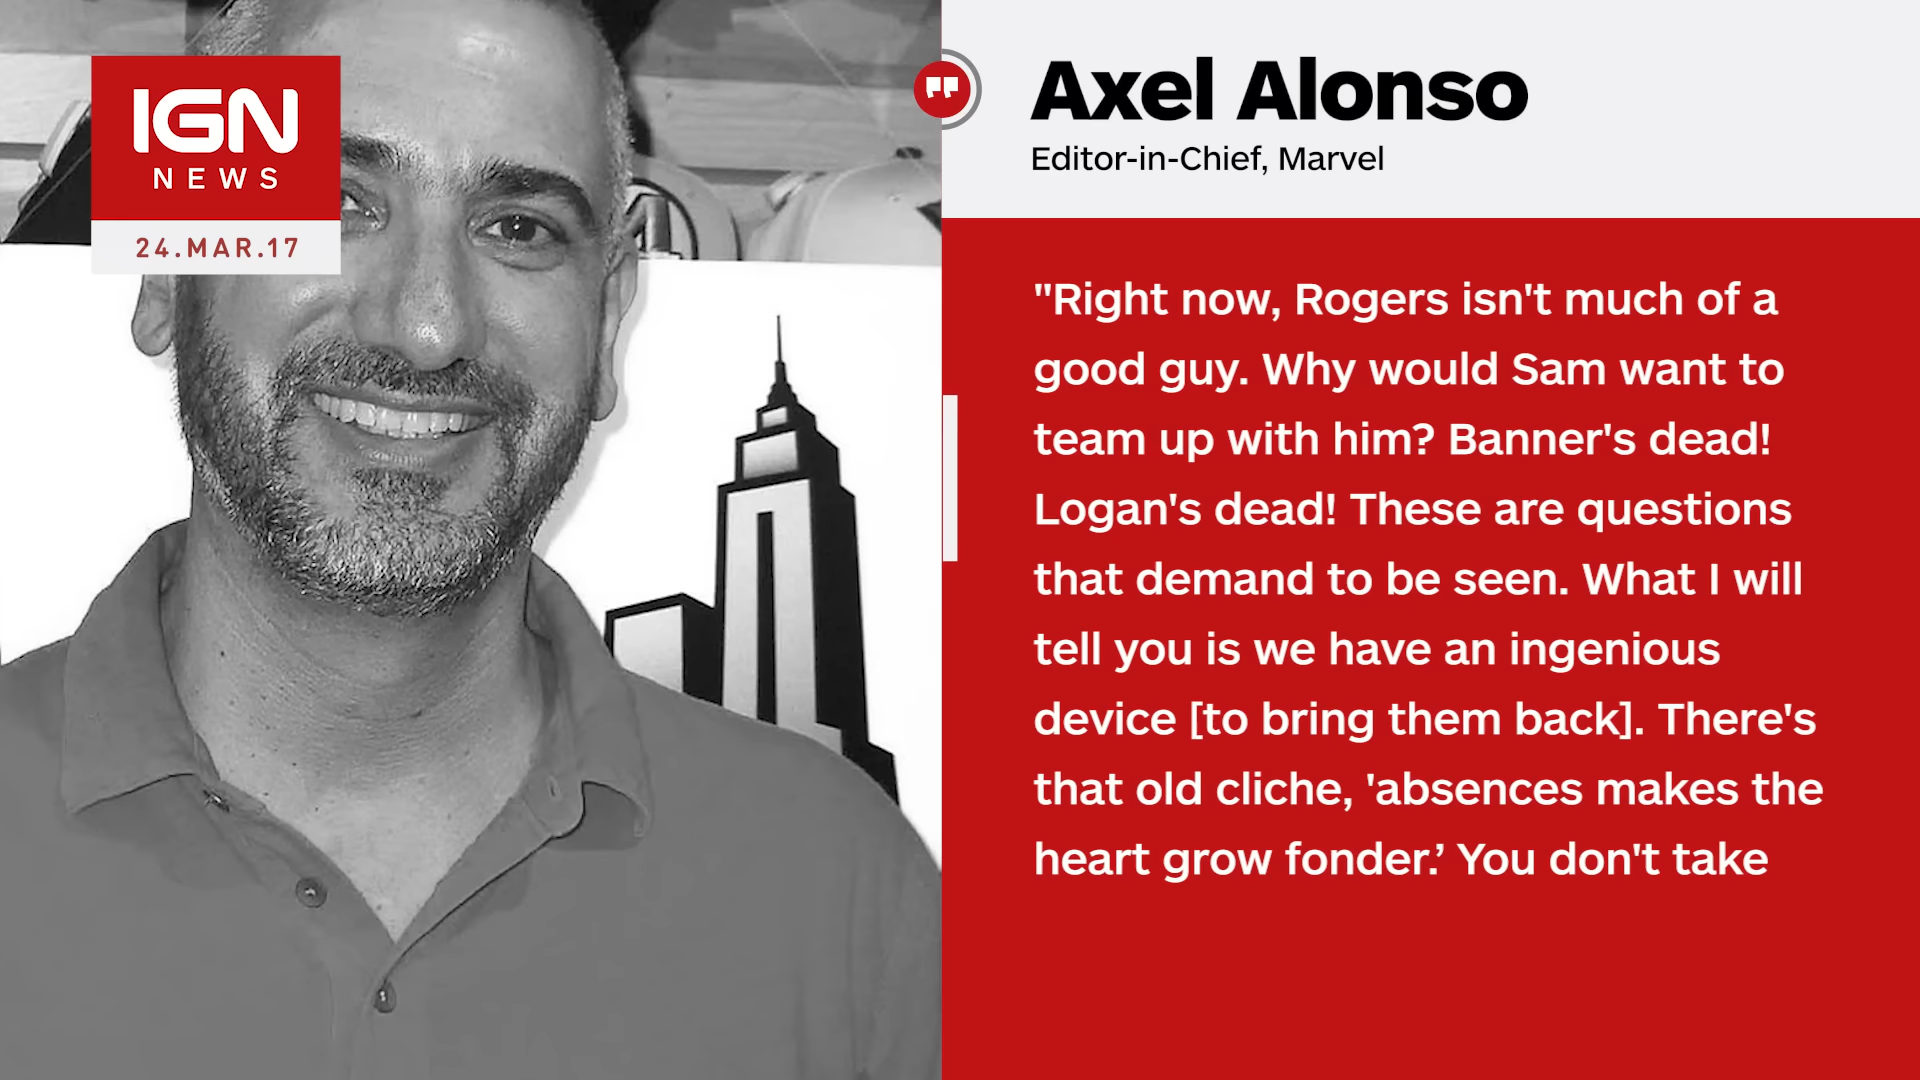 IGN
NEWS
24.MAR.17
Axel Alonso
Editor-in-Chief, Marvel
"Right now, Rogers isn't much of a
good guy. Why would Sam want to
team up with him? Banner's dead!
Logan's dead! These are questions
that demand to be seen. What I will
tell you is we have an ingenious
device [to bring them back]. There's
that old cliche, 'absences makes the
heart grow fonder.’ You don't take